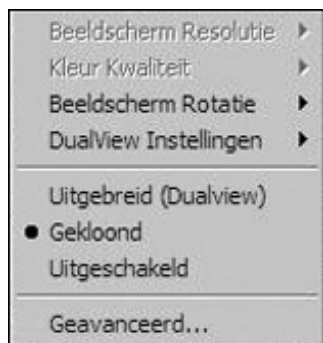 Beeldscherm Resolutie
Kleur Kwaliteit
Beeldscherm Rotatie
DualView Instellingen
Uitgebreid (Dualview)
Gekloond
Uitgeschakeld
Geavanceerd...